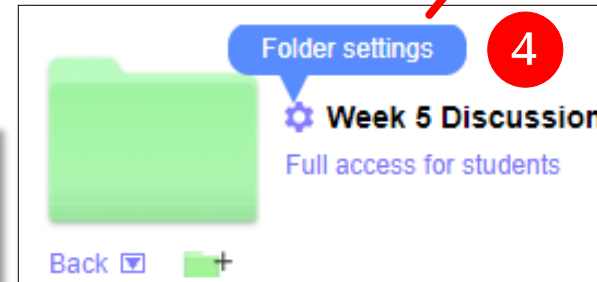 Folder settings
4
Week 5 Discussion
Full access for students
Back